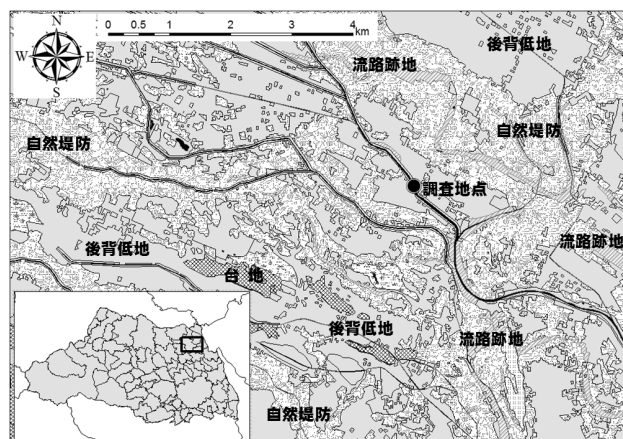 0 0.5 1 2 3 4
km
N
W E
S
後背低地
流路跡地
自然堤防
自然堤防
調査地点
後背低地
流路跡地
台地
後背低地
流路跡地
自然堤防